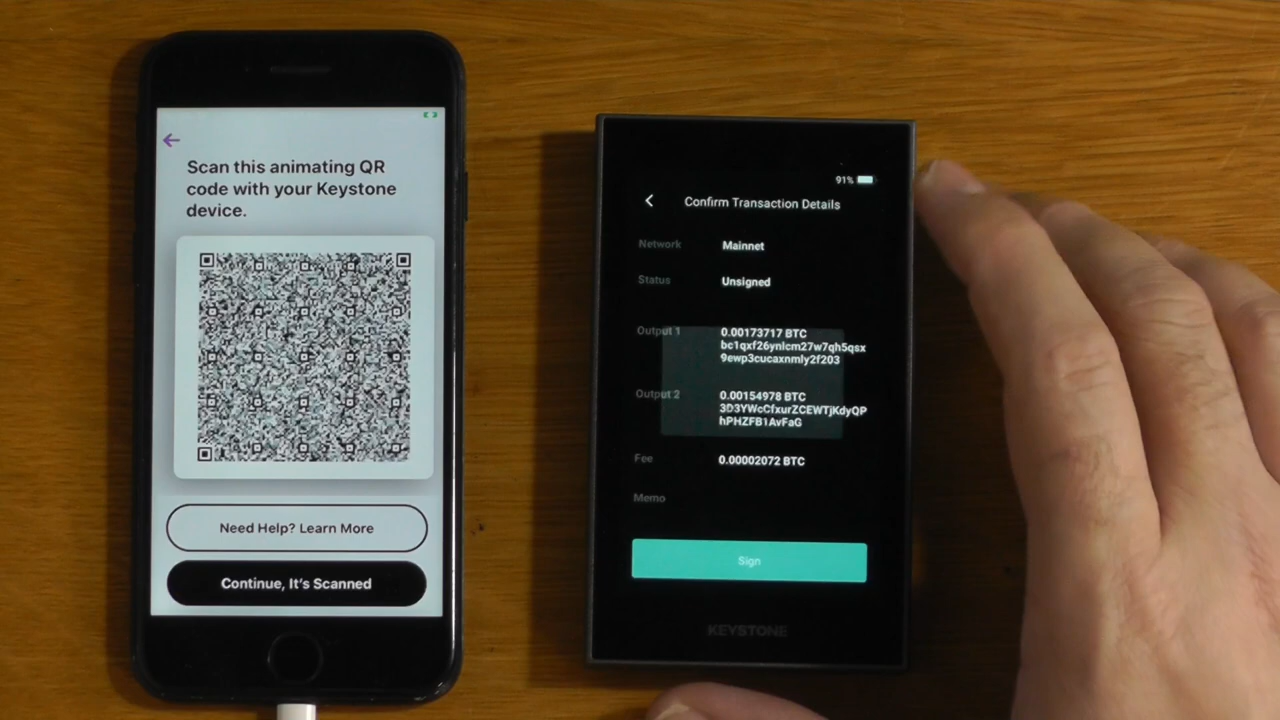 Scan this animating QR
code with your Keystone
device.
Need Help? Learn More
Continue, It's Scanned
91%
Confirm Transaction Details
Network Mainnet
Status Unsigned
Output 1 0.00173717 BTC
bc1qxf26ynlcm27w7qh5qsx
9ewp3cucaxnmly2f203
Output 2 0.00154978 BTC
3D3YWcCfxurZCEWTjKdyQP
hPHZFB1AvFaG
Fee 0.00002072 BTC
Memo
Sign
KEYSTONE